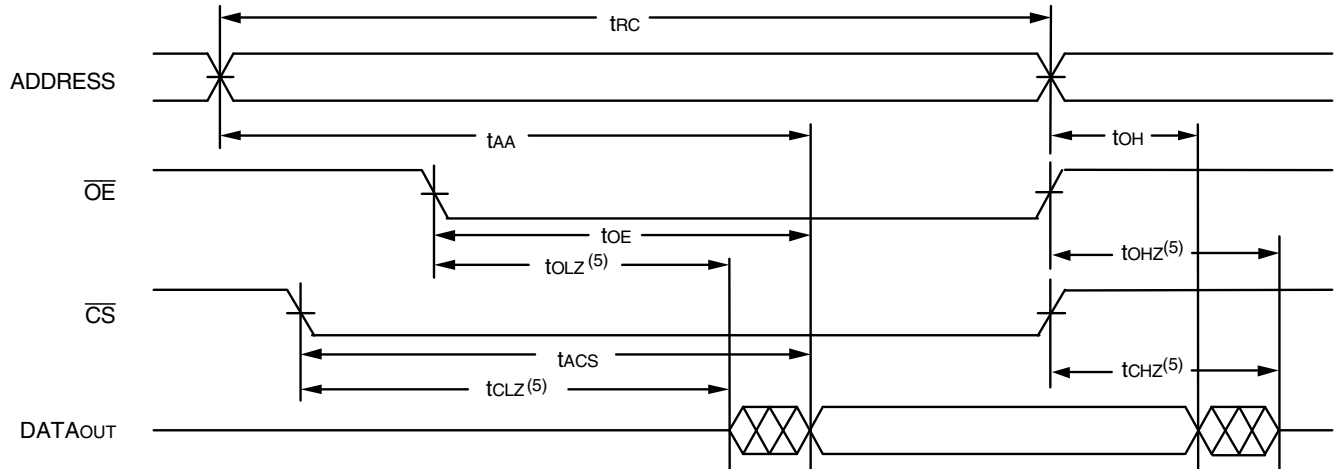 tRC
ADDRESS
tAA
tOH
OE
tOE
tOLZ(5)
tOHZ(5)
CS
tACS
tCLZ(5)
tCHZ(5)
DATAOUT